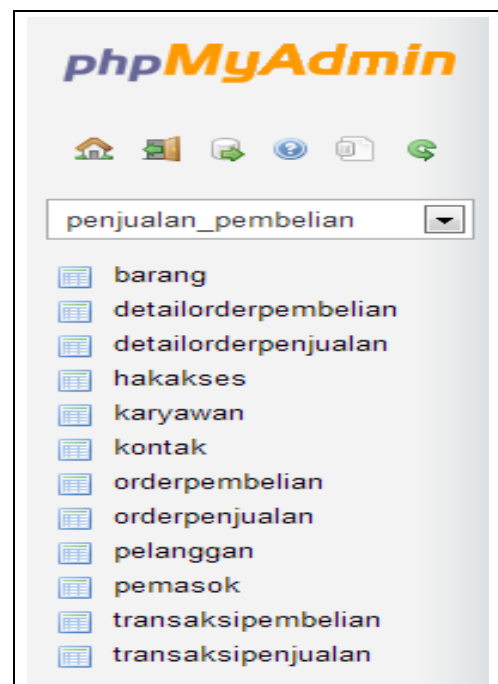 phpMyAdmin
penjualan_pembelian
barang
detailorderpembelian
detailorderpenjualan
hakakses
karyawan
kontak
orderpembelian
orderpenjualan
pelanggan
pemasok
transaksipembelian
transaksipenjualan